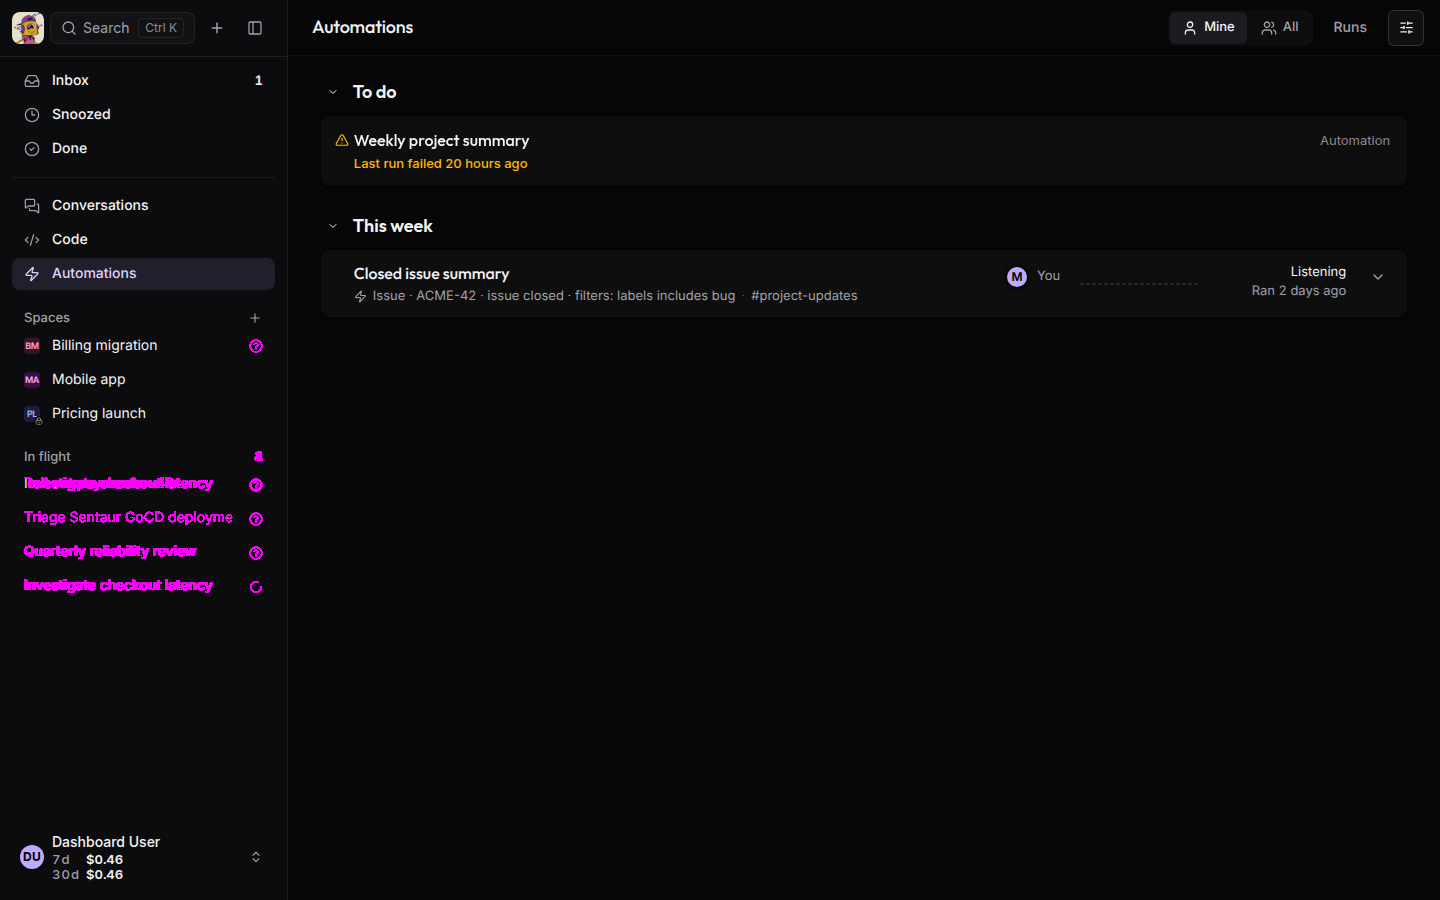 Search Ctrl K
Inbox 1
Snoozed
Done
Conversations
Code
Automations
Spaces
BM Billing migration
MA Mobile app
PL Pricing launch
In flight
checkout latency
Triage Sentaur GoCD deployme
Quarterly reliability review
Investigate checkout latency
DU Dashboard User
7d $0.46
30d $0.46
Automations
Mine All Runs
To do
Weekly project summary Automation
Last run failed 20 hours ago
This week
Closed issue summary
Issue · ACME-42 · issue closed · filters: labels includes bug · #project-updates
M You
Listening
Ran 2 days ago